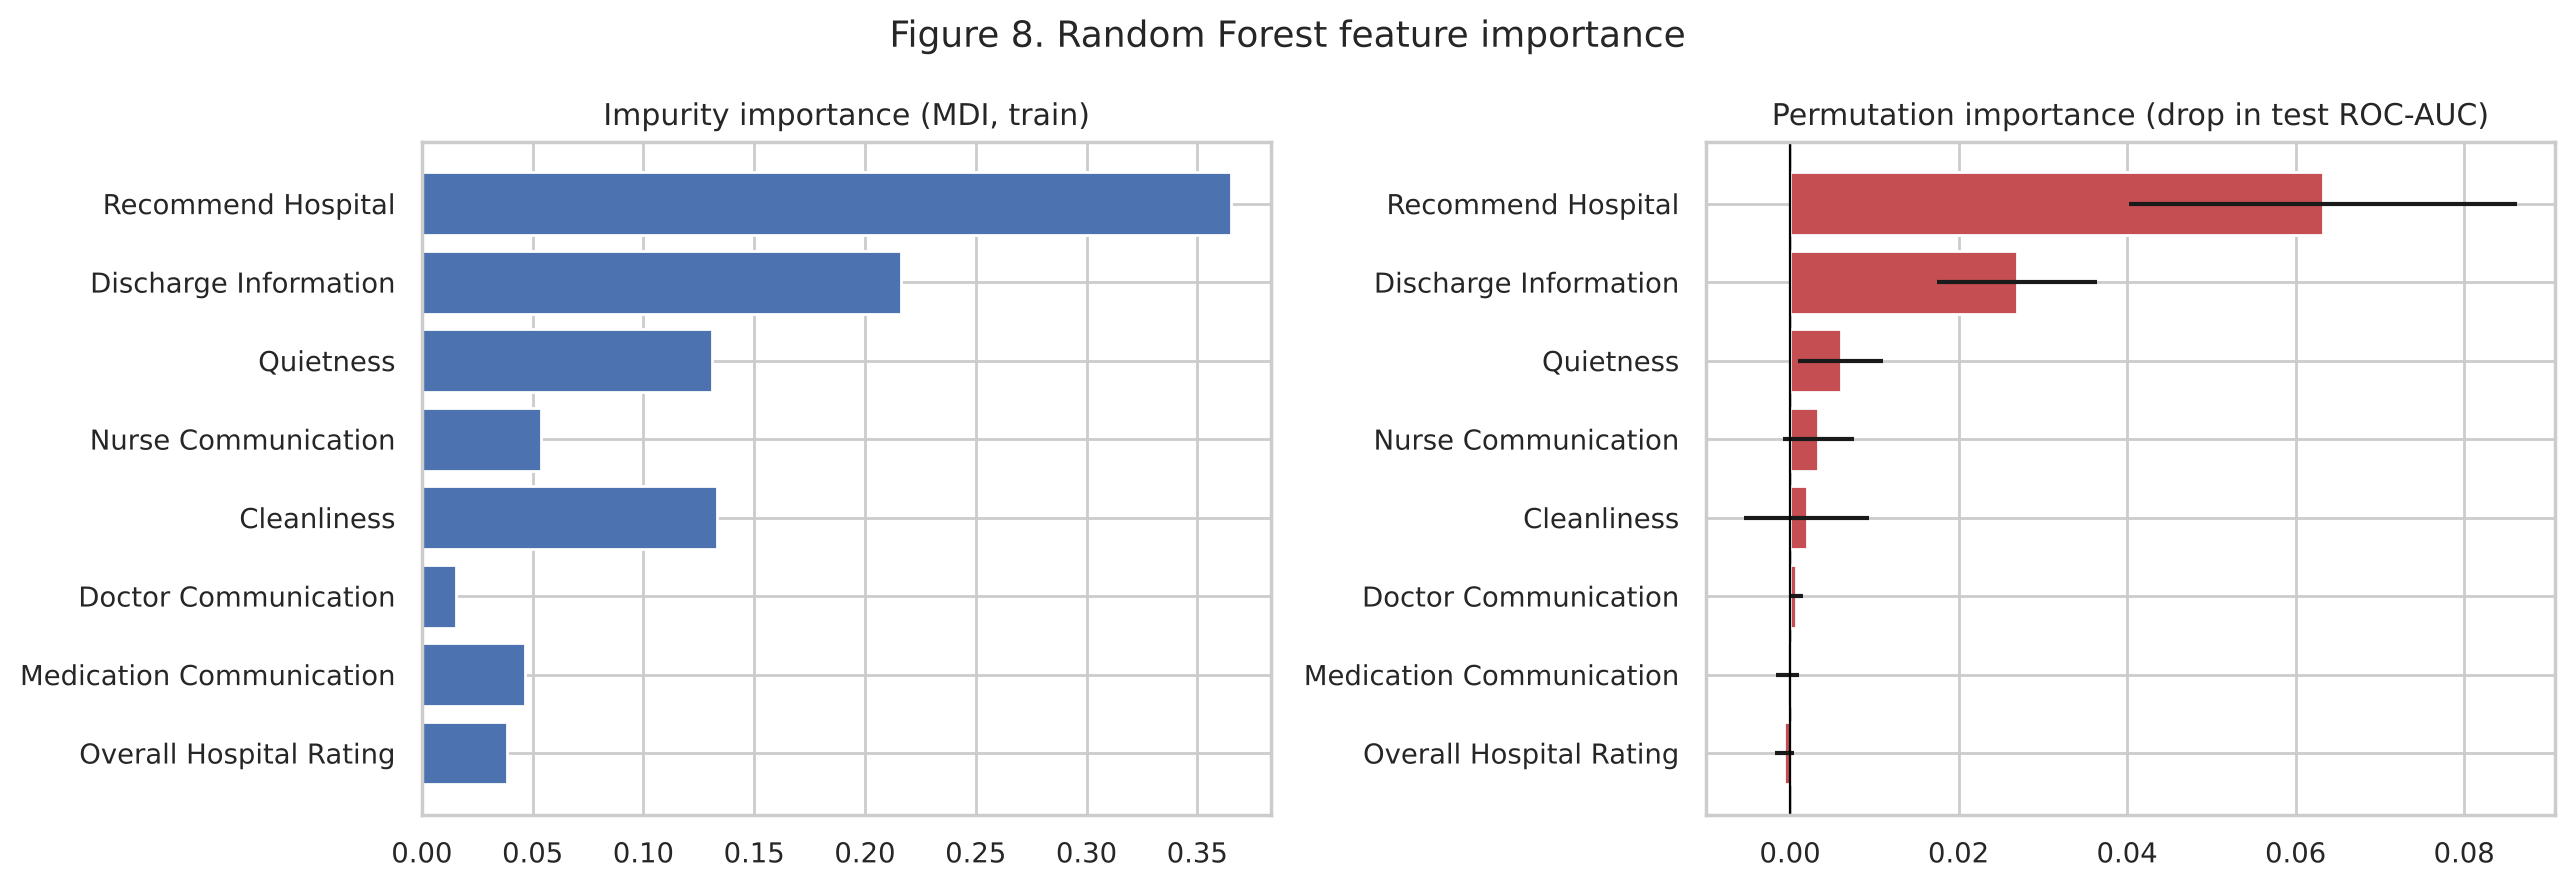 Figure 8. Random Forest feature importance
Impurity importance (MDI, train)
Recommend Hospital
Discharge Information
Quietness
Nurse Communication
Cleanliness
Doctor Communication
Medication Communication
Overall Hospital Rating
0.00 0.05 0.10 0.15 0.20 0.25 0.30 0.35
Permutation importance (drop in test ROC-AUC)
Recommend Hospital
Discharge Information
Quietness
Nurse Communication
Cleanliness
Doctor Communication
Medication Communication
Overall Hospital Rating
0.00 0.02 0.04 0.06 0.08